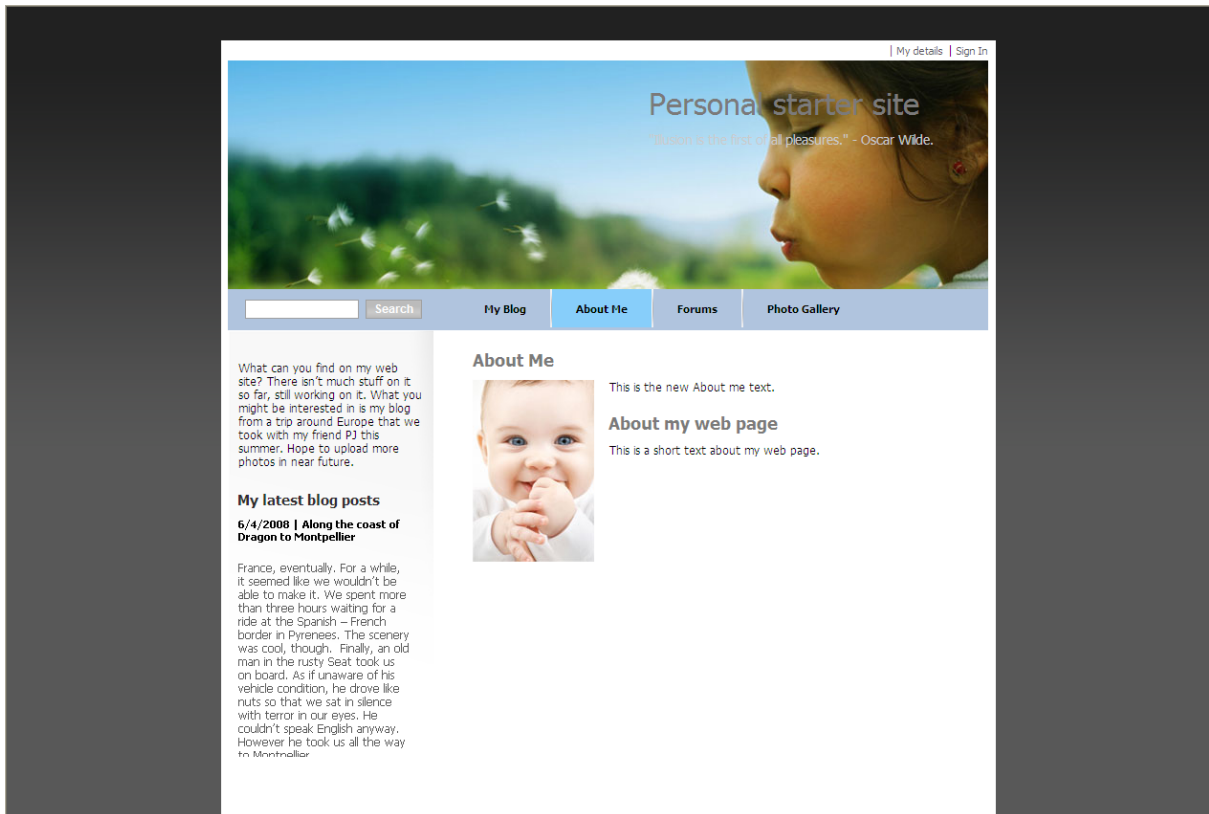 My details
Sign In
Personal starter site
"Illusion is the first of all pleasures." - Oscar Wilde.
Search
My Blog
About Me
Forums
Photo Gallery
What can you find on my web
site? There isn't much stuff on it
so far, still working on it. What you
might be interested in is my blog
from a trip around Europe that we
took with my friend PJ this
summer. Hope to upload more
photos in near future.
My latest blog posts
6/4/2008 | Along the coast of
Dragon to Montpellier
France, eventually. For a while,
it seemed like we wouldn't be
able to make it. We spent more
than three hours waiting for a
ride at the Spanish – French
border in Pyrenees. The scenery
was cool, though.  Finally, an old
man in the rusty Seat took us
on board. As if unaware of his
vehicle condition, he drove like
nuts so that we sat in silence
with terror in our eyes. He
couldn't speak English anyway.
However he took us all the way
to Montpellier
About Me
This is the new About me text.
About my web page
This is a short text about my web page.